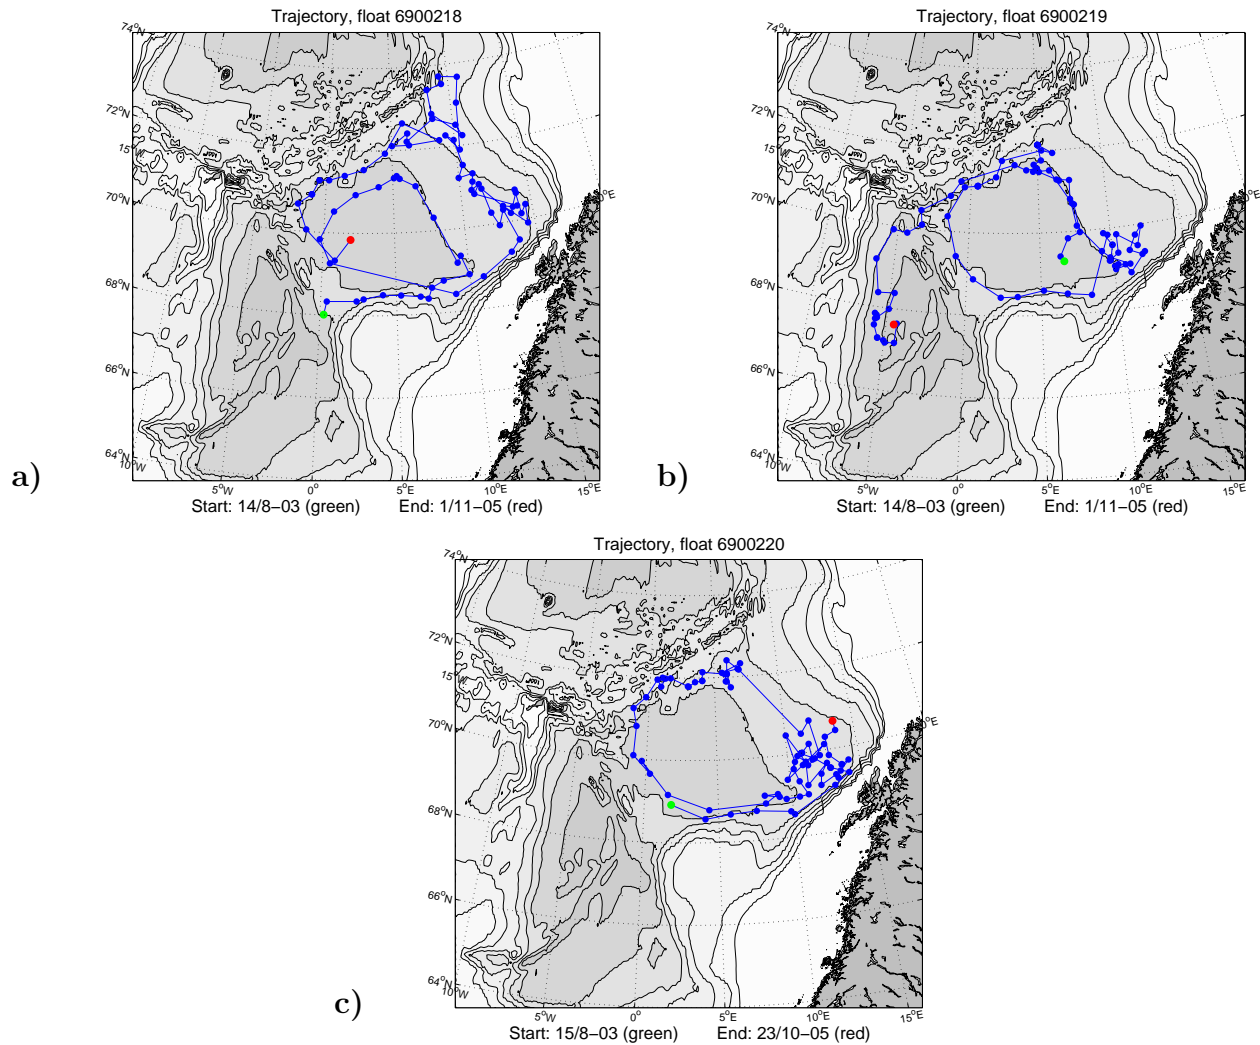 Trajectory, float 6900218
74°N
72°N
15°W
70°N
68°N
66°N
64°N
10°W
5°W
0°
5°E
10°E
15°E
Start: 14/8−03 (green) End: 1/11−05 (red)
a)
Trajectory, float 6900219
74°N
72°N
15°W
70°N
68°N
66°N
64°N
10°W
5°W
0°
5°E
10°E
15°E
Start: 14/8−03 (green) End: 1/11−05 (red)
b)
Trajectory, float 6900220
74°N
72°N
15°W
70°N
68°N
66°N
64°N
10°W
5°W
0°
5°E
10°E
15°E
Start: 15/8−03 (green) End: 23/10−05 (red)
c)